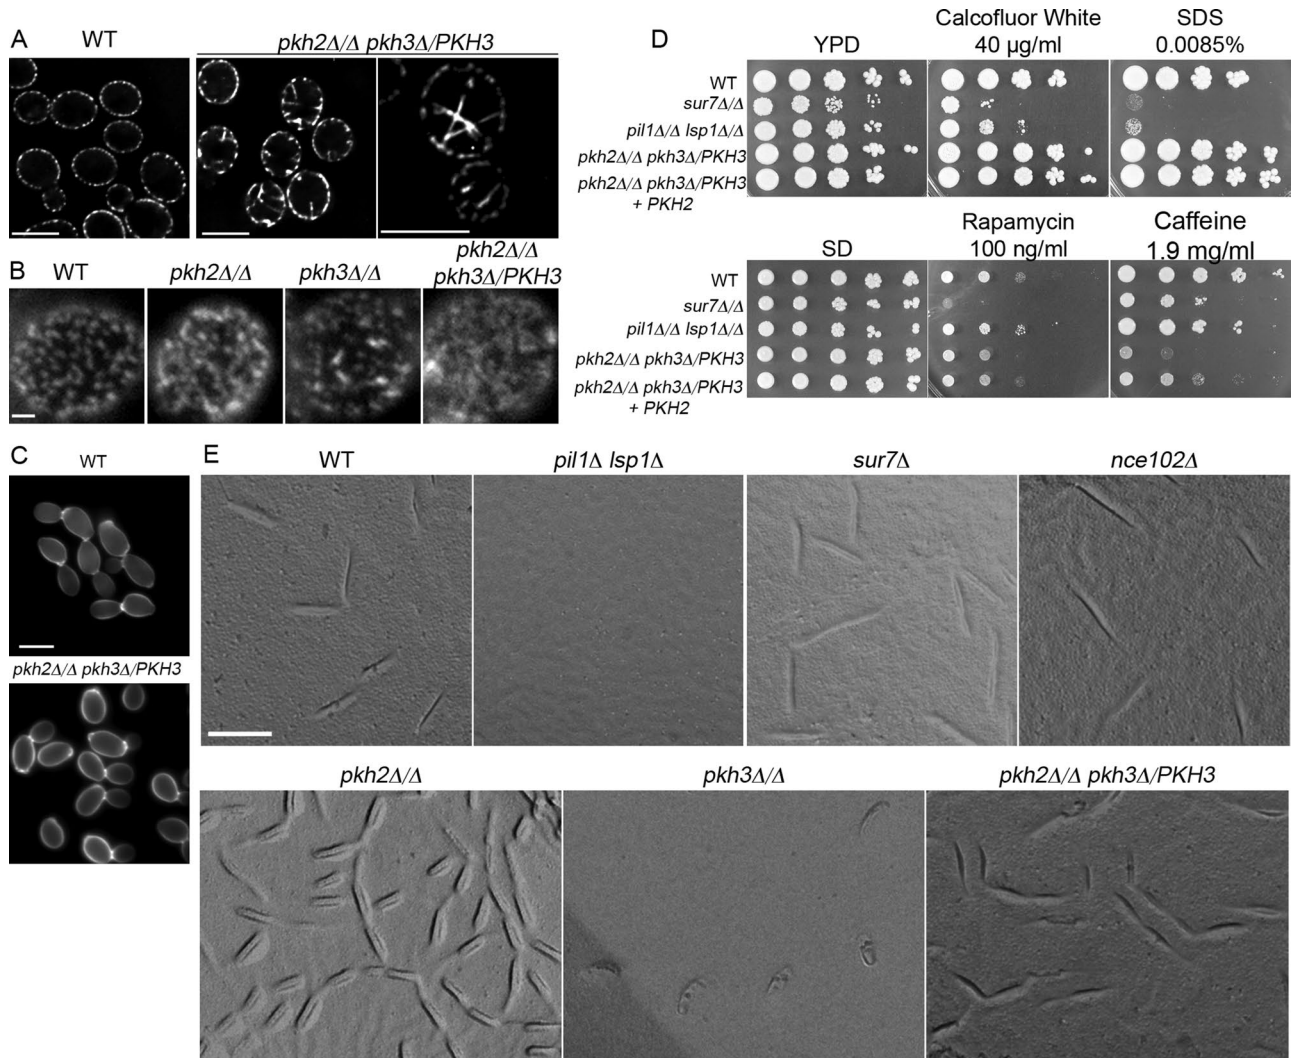 A
WT
pkh2Δ/Δ pkh3Δ/PKH3
B
WT
pkh2Δ/Δ
pkh3Δ/Δ
pkh2Δ/Δ
pkh3Δ/PKH3
C
WT
pkh2Δ/Δ pkh3Δ/PKH3
D
YPD
Calcofluor White
40 µg/ml
SDS
0.0085%
WT
sur7Δ/Δ
pil1Δ/Δ lsp1Δ/Δ
pkh2Δ/Δ pkh3Δ/PKH3
pkh2Δ/Δ pkh3Δ/PKH3
+ PKH2
SD
Rapamycin
100 ng/ml
Caffeine
1.9 mg/ml
WT
sur7Δ/Δ
pil1Δ/Δ lsp1Δ/Δ
pkh2Δ/Δ pkh3Δ/PKH3
pkh2Δ/Δ pkh3Δ/PKH3
+ PKH2
E
WT
pil1Δ lsp1Δ
sur7Δ
nce102Δ
pkh2Δ/Δ
pkh3Δ/Δ
pkh2Δ/Δ pkh3Δ/PKH3